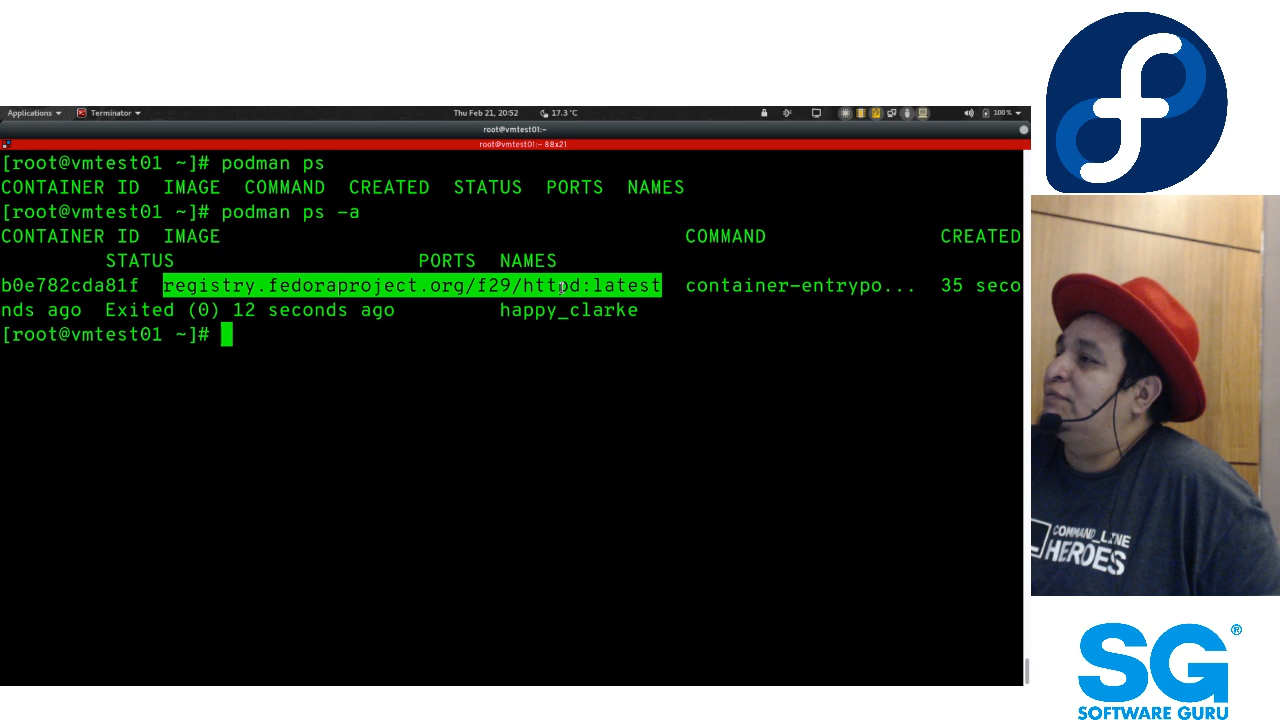 Applications
Terminator
Thu Feb 21, 20:52
17.3 °C
100 %
root@vmtest01:~
root@vmtest01:~ 88x21
[root@vmtest01 ~]# podman ps
CONTAINER ID  IMAGE  COMMAND  CREATED  STATUS  PORTS  NAMES
[root@vmtest01 ~]# podman ps -a
CONTAINER ID  IMAGE                                        COMMAND               CREATED
         STATUS                     PORTS  NAMES
b0e782cda81f  registry.fedoraproject.org/f29/httpd:latest  container-entrypo...  35 seco
nds ago  Exited (0) 12 seconds ago         happy_clarke
[root@vmtest01 ~]#
COMMAND_LINE
HEROES
SG®
SOFTWARE GURU